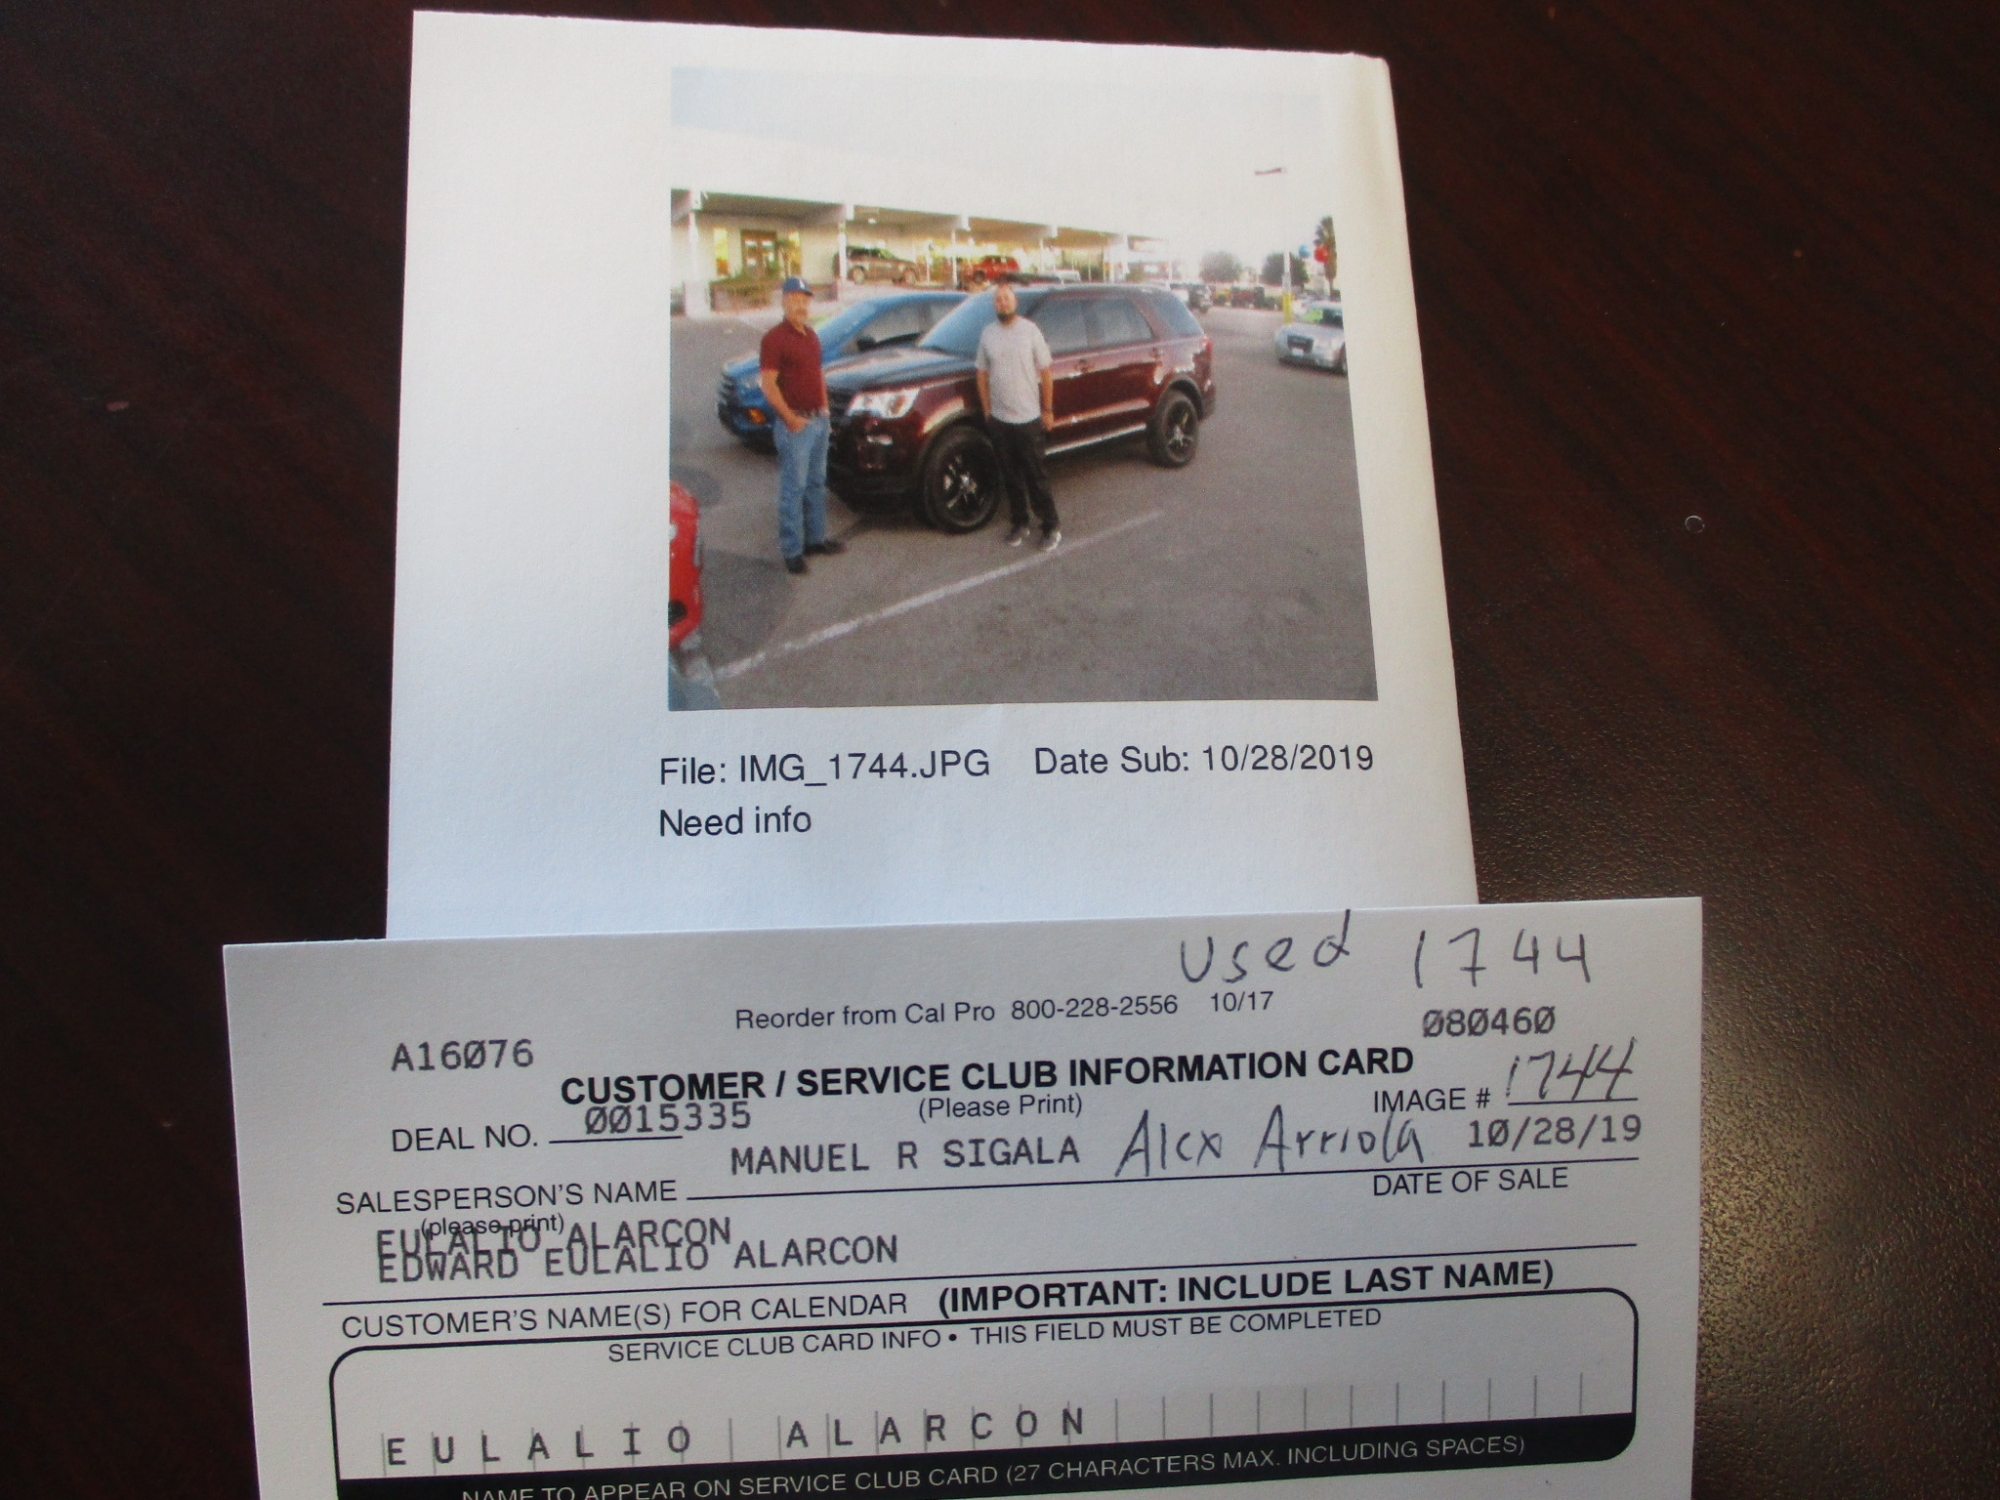 File: IMG_1744.JPG Date Sub: 10/28/2019
Need info
Used 1744
Reorder from Cal Pro 800-228-2556 10/17
A16076 080460
CUSTOMER / SERVICE CLUB INFORMATION CARD
(Please Print)
IMAGE # 1744
DEAL NO. 0015335
MANUEL R SIGALA Alex Arriola 10/28/19
SALESPERSON'S NAME DATE OF SALE
(please print)
EULALIO ALARCON
EDWARD EULALIO ALARCON
CUSTOMER'S NAME(S) FOR CALENDAR (IMPORTANT: INCLUDE LAST NAME)
SERVICE CLUB CARD INFO • THIS FIELD MUST BE COMPLETED
EULALIO ALARCON
NAME TO APPEAR ON SERVICE CLUB CARD (27 CHARACTERS MAX. INCLUDING SPACES)